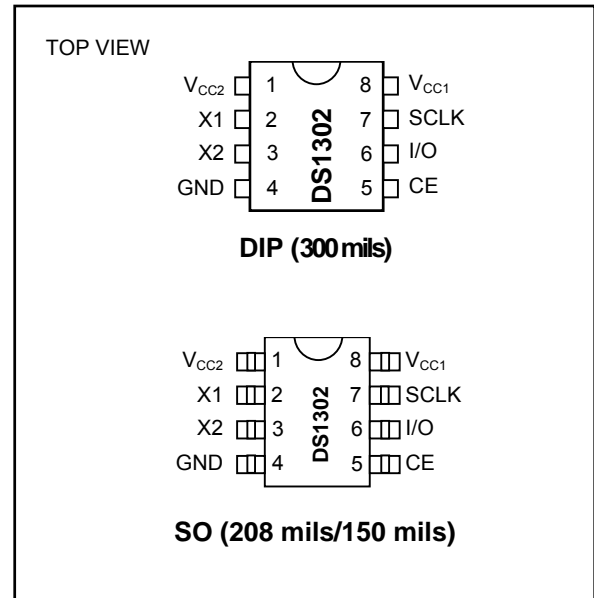 TOP VIEW
VCC2 1 8 VCC1
X1 2 7 SCLK
X2 3 6 I/O
GND 4 5 CE
DS1302
DIP (300 mils)
VCC2 1 8 VCC1
X1 2 7 SCLK
X2 3 6 I/O
GND 4 5 CE
DS1302
SO (208 mils/150 mils)